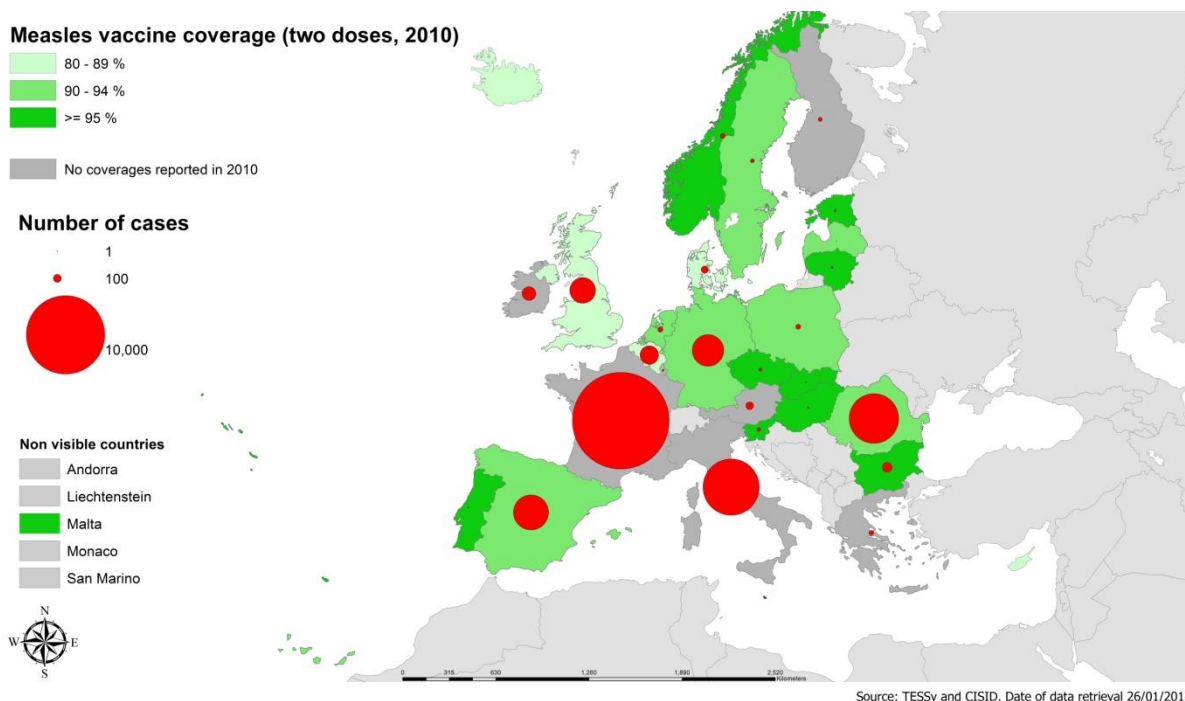 Measles vaccine coverage (two doses, 2010)
80 - 89 %
90 - 94 %
>= 95 %
No coverages reported in 2010
Number of cases
1
100
10,000
Non visible countries
Andorra
Liechtenstein
Malta
Monaco
San Marino
N
W E
S
0 315 630 1,260 1,890 2,520
Kilometers
Source: TESSy and CISID. Date of data retrieval 26/01/201